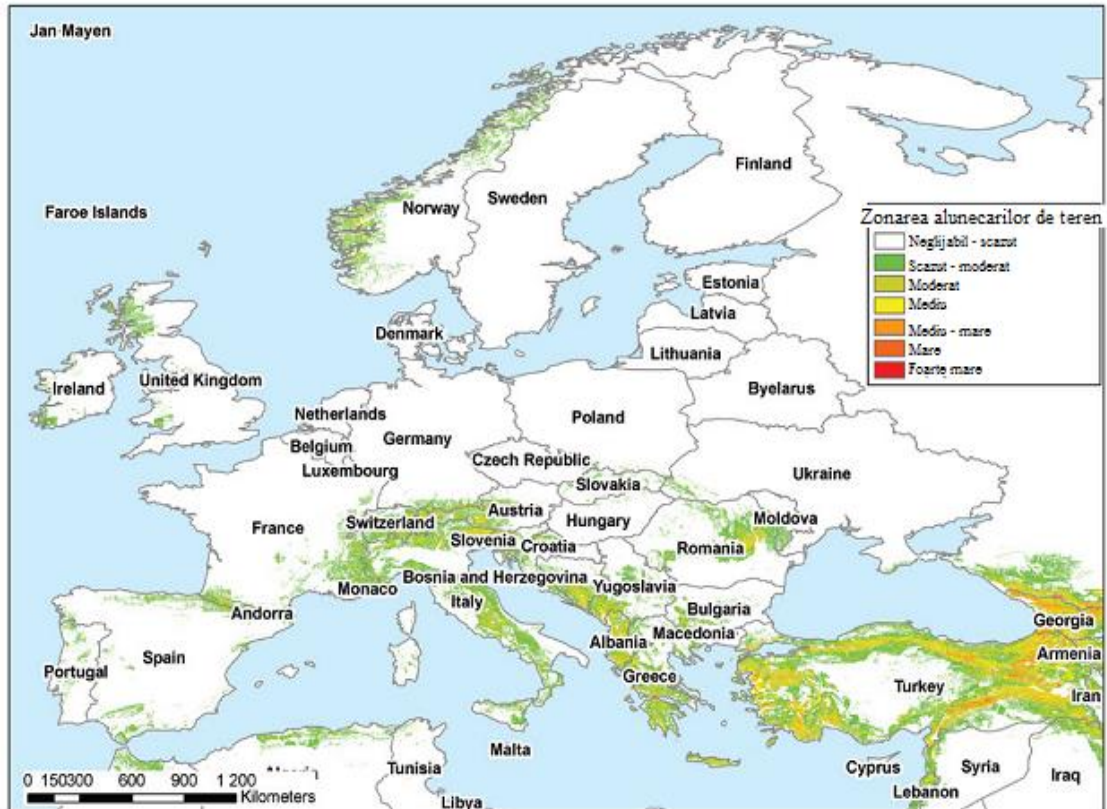 Jan Mayen
Faroe Islands
Norway
Sweden
Finland
Zonarea alunecarilor de teren
Neglijabil - scazut
Scazut - moderat
Moderat
Mediu
Mediu - mare
Mare
Foarte mare
Estonia
Latvia
Lithuania
Denmark
Ireland
United Kingdom
Byelarus
Netherlands
Belgium
Luxembourg
Germany
Poland
Czech Republic
Slovakia
Ukraine
France
Switzerland
Austria
Hungary
Moldova
Slovenia
Croatia
Romania
Monaco
Bosnia and Herzegovina
Yugoslavia
Andorra
Italy
Bulgaria
Georgia
Portugal
Spain
Albania
Macedonia
Armenia
Greece
Turkey
Iran
Malta
Tunisia
Cyprus
Syria
Iraq
Lebanon
Libya
0 150300 600 900 1 200
Kilometers